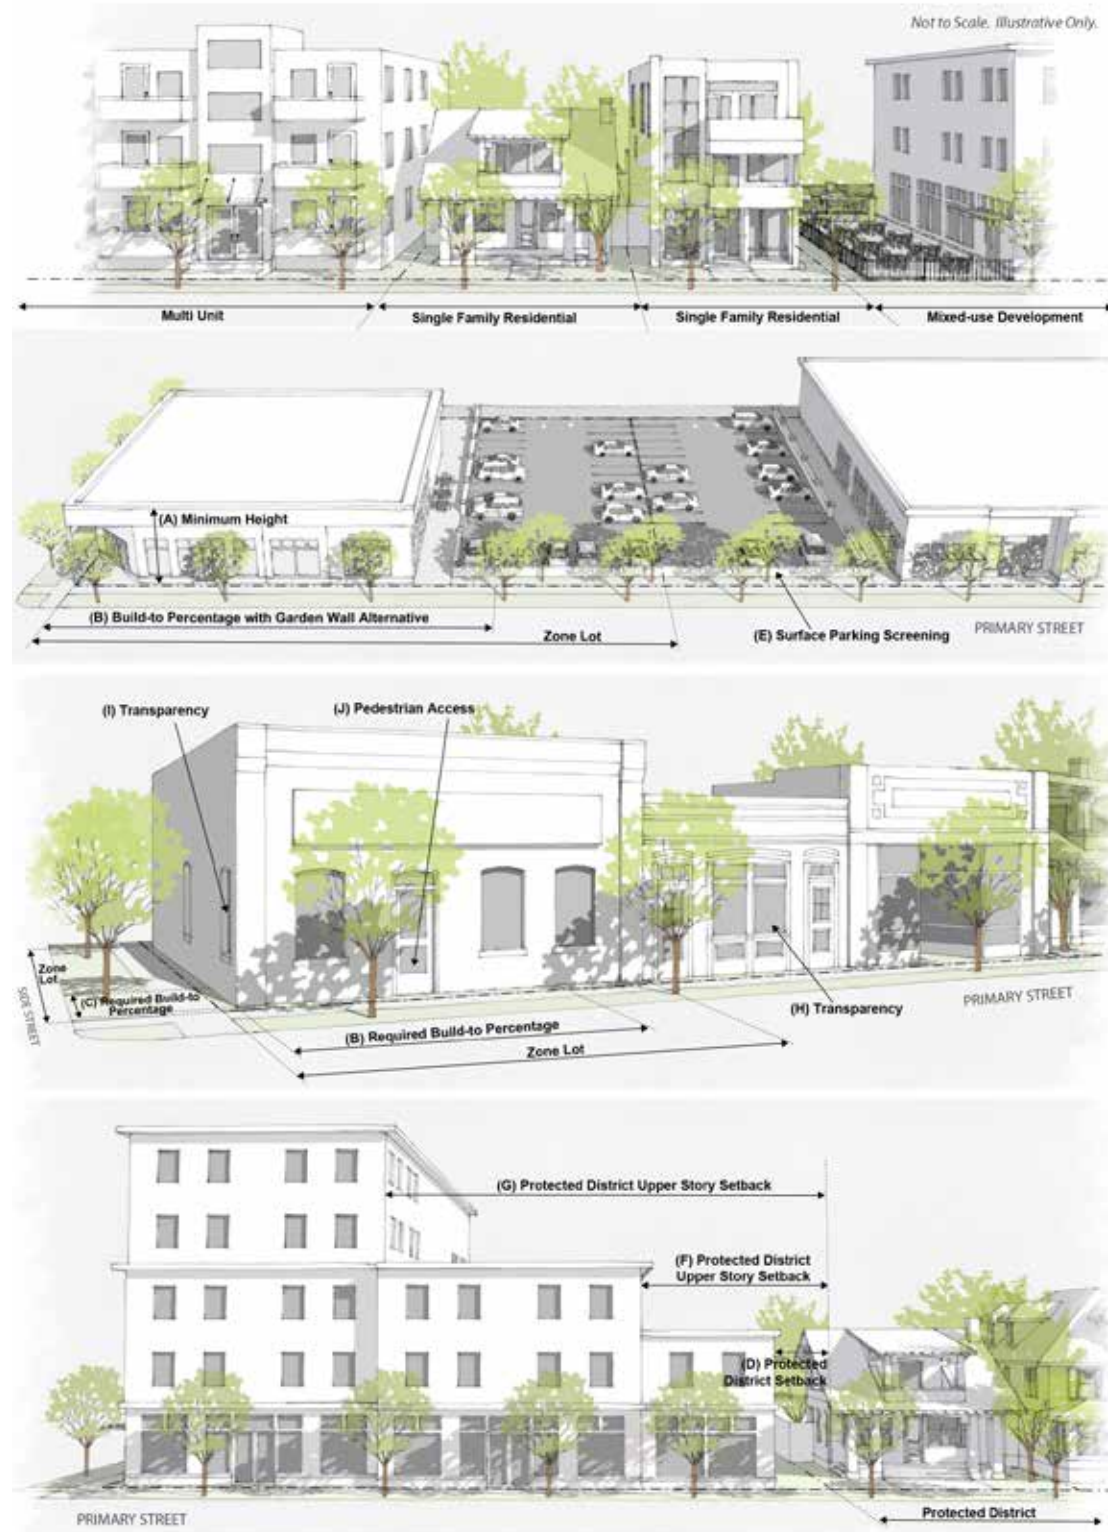 Not to Scale. Illustrative Only.
Multi Unit
Single Family Residential
Single Family Residential
Mixed-use Development
(A) Minimum Height
(B) Build-to Percentage with Garden Wall Alternative
Zone Lot
(E) Surface Parking Screening
PRIMARY STREET
(I) Transparency
(J) Pedestrian Access
Zone
Lot
SIDE STREET
(C) Required Build-to
Percentage
(B) Required Build-to Percentage
Zone Lot
(H) Transparency
PRIMARY STREET
(G) Protected District Upper Story Setback
(F) Protected District
Upper Story Setback
(D) Protected
District Setback
Protected District
PRIMARY STREET